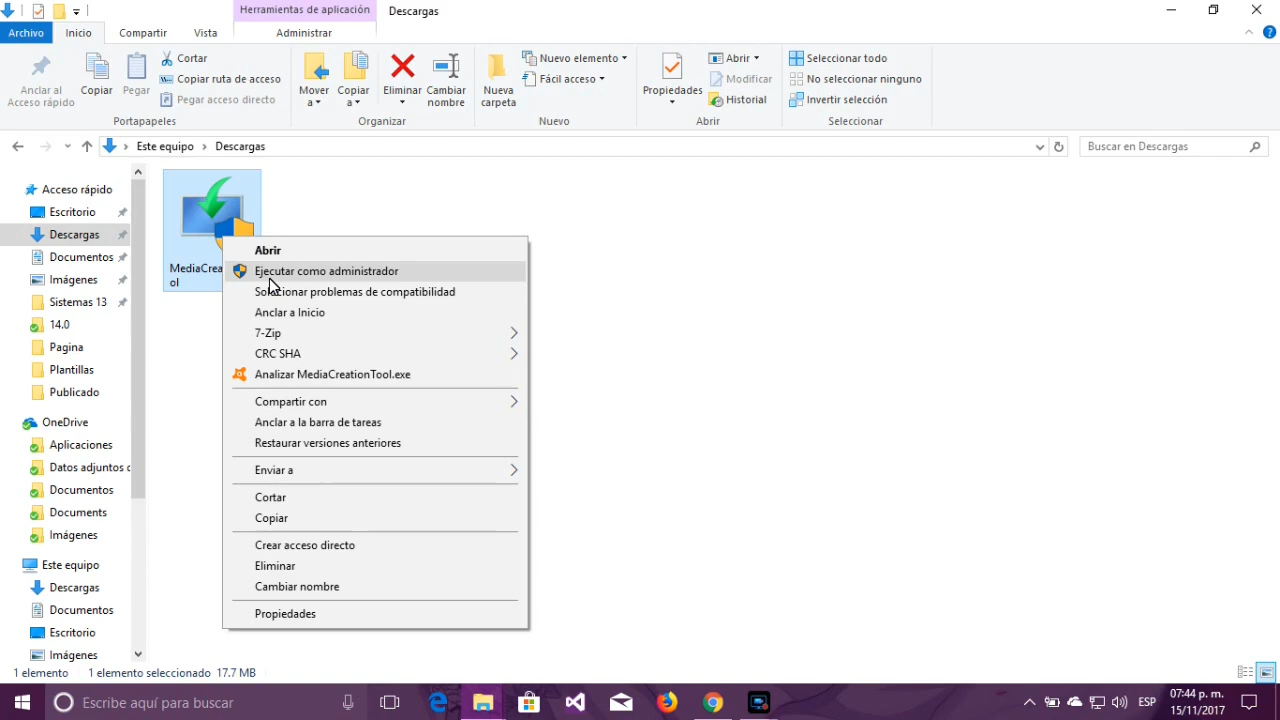 Herramientas de aplicación
Descargas
Archivo
Inicio
Compartir
Vista
Administrar
Anclar al
Acceso rápido
Copiar
Pegar
Cortar
Copiar ruta de acceso
Pegar acceso directo
Portapapeles
Mover
a
Copiar
a
Eliminar
Cambiar
nombre
Organizar
Nueva
carpeta
Nuevo elemento
Fácil acceso
Nuevo
Propiedades
Abrir
Modificar
Historial
Abrir
Seleccionar todo
No seleccionar ninguno
Invertir selección
Seleccionar
Este equipo
Descargas
Buscar en Descargas
Acceso rápido
Escritorio
Descargas
Documentos
Imágenes
Sistemas 13
14.0
Pagina
Plantillas
Publicado
OneDrive
Aplicaciones
Datos adjuntos d
Documentos
Documents
Imágenes
Este equipo
Descargas
Documentos
Escritorio
Imágenes
MediaCrea
ol
Abrir
Ejecutar como administrador
Solucionar problemas de compatibilidad
Anclar a Inicio
7-Zip
CRC SHA
Analizar MediaCreationTool.exe
Compartir con
Anclar a la barra de tareas
Restaurar versiones anteriores
Enviar a
Cortar
Copiar
Crear acceso directo
Eliminar
Cambiar nombre
Propiedades
1 elemento
1 elemento seleccionado 17.7 MB
Escribe aquí para buscar
ESP
07:44 p. m.
15/11/2017